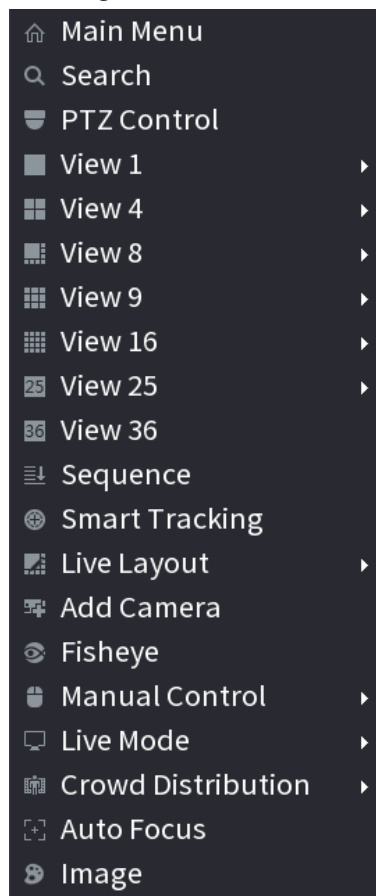 Main Menu
Search
PTZ Control
View 1
View 4
View 8
View 9
View 16
25 View 25
36 View 36
Sequence
Smart Tracking
Live Layout
Add Camera
Fisheye
Manual Control
Live Mode
Crowd Distribution
Auto Focus
Image